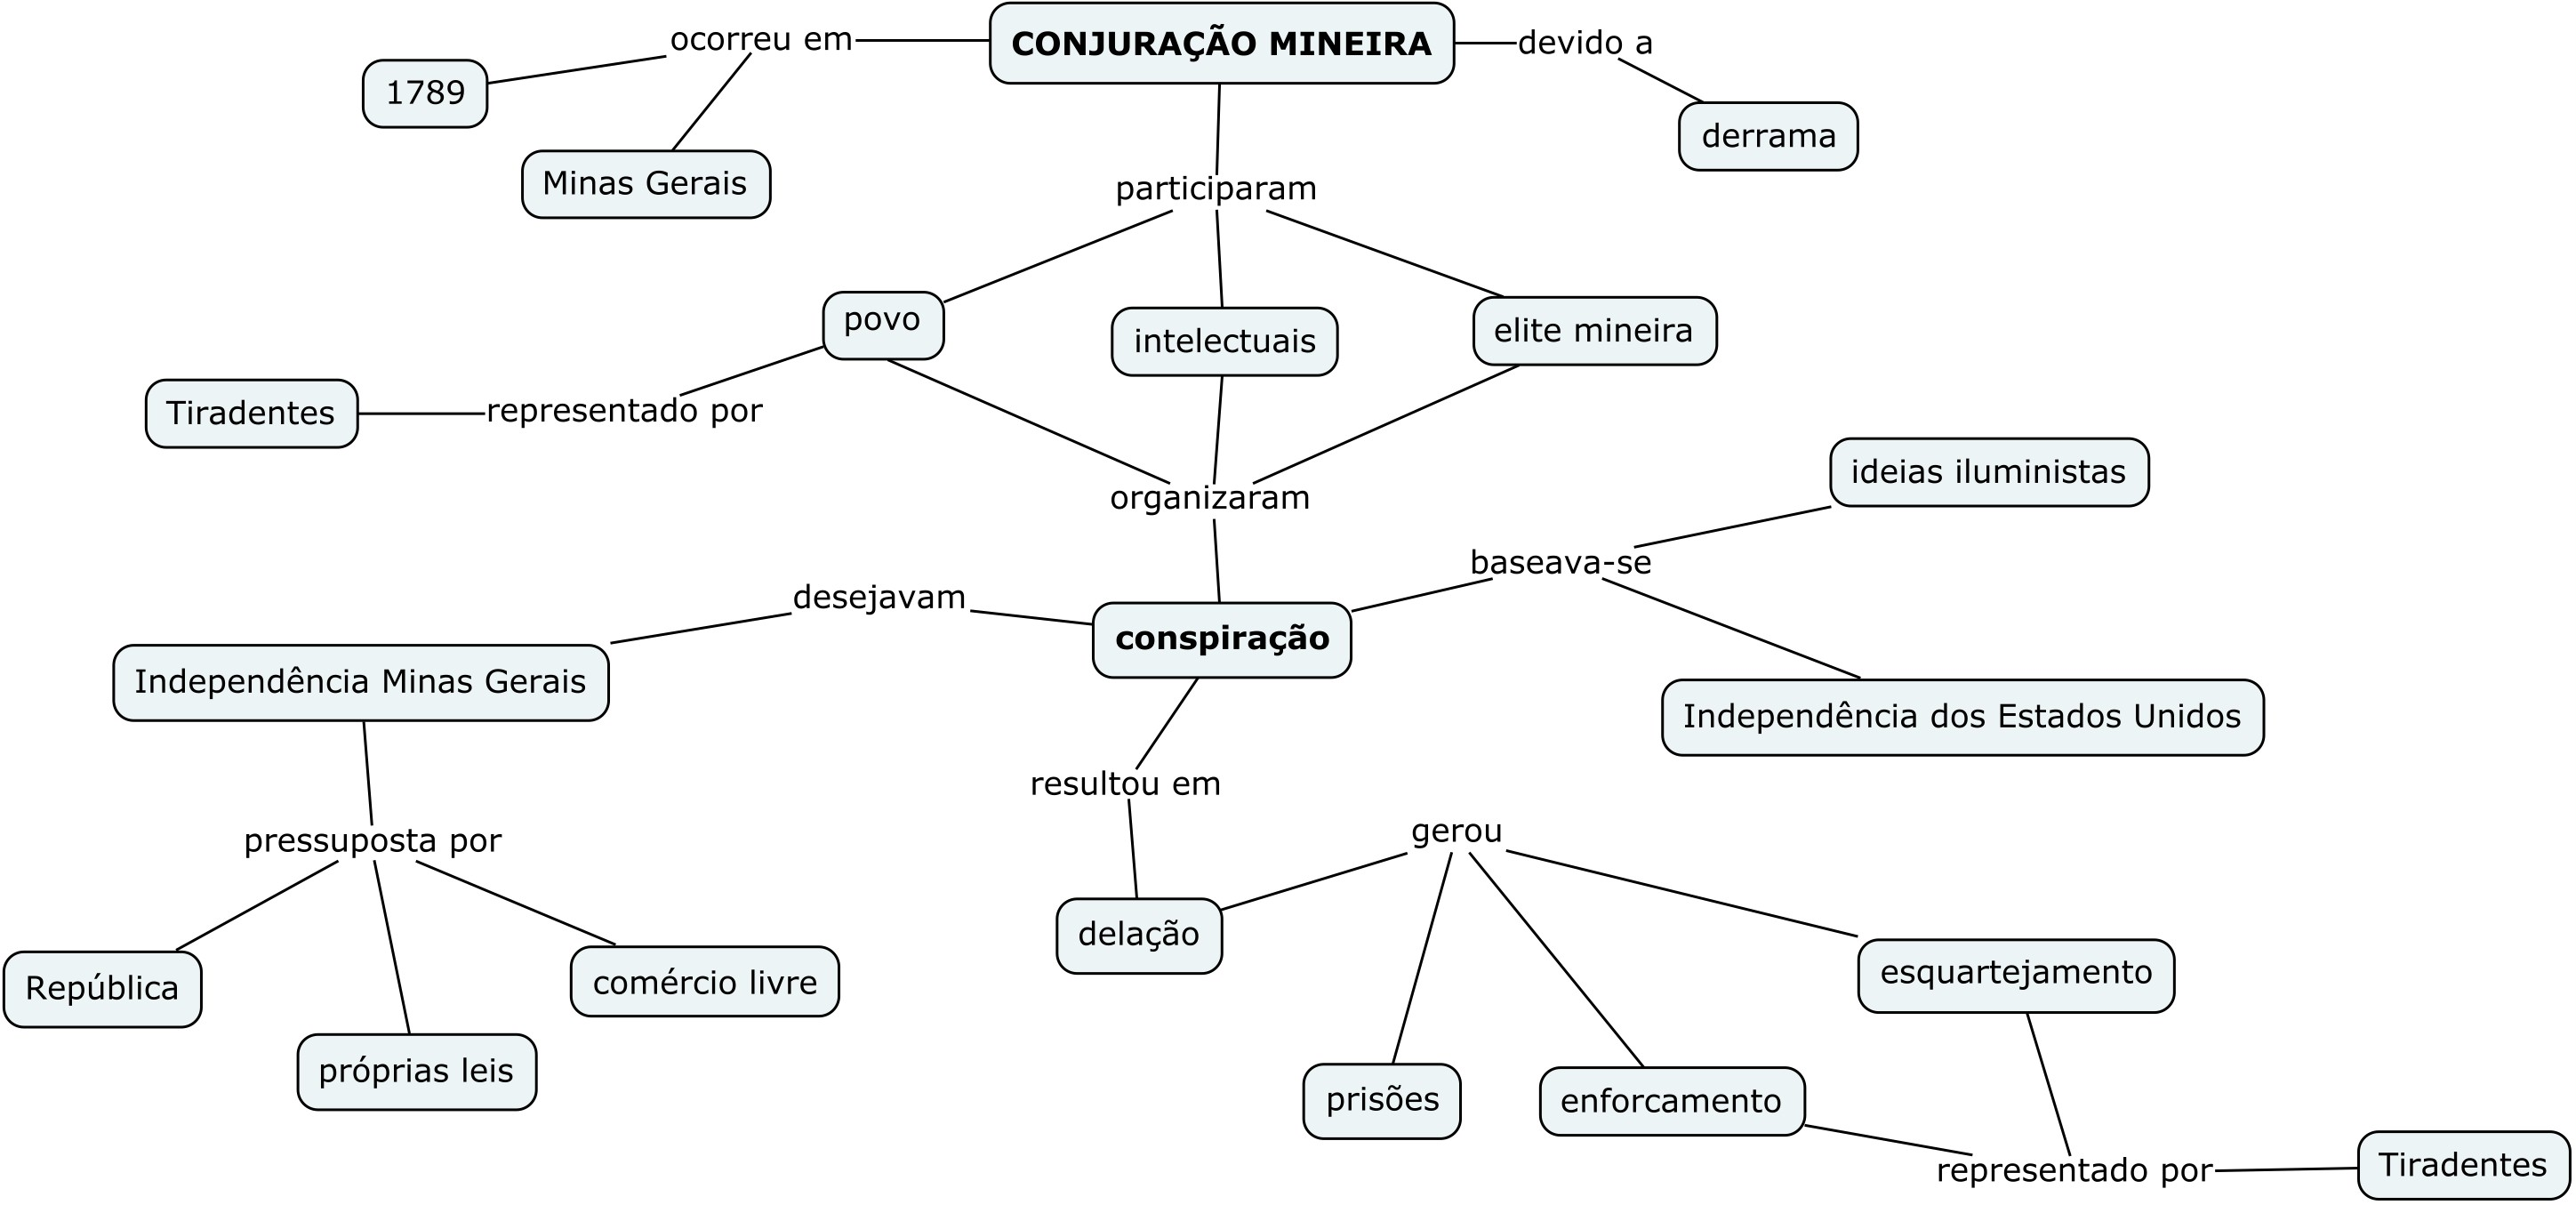 CONJURAÇÃO MINEIRA
ocorreu em
devido a
1789
derrama
Minas Gerais
participaram
povo
intelectuais
elite mineira
Tiradentes
representado por
organizaram
ideias iluministas
baseava-se
desejavam
conspiração
Independência Minas Gerais
Independência dos Estados Unidos
resultou em
pressuposta por
gerou
delação
República
comércio livre
esquartejamento
próprias leis
prisões
enforcamento
representado por
Tiradentes